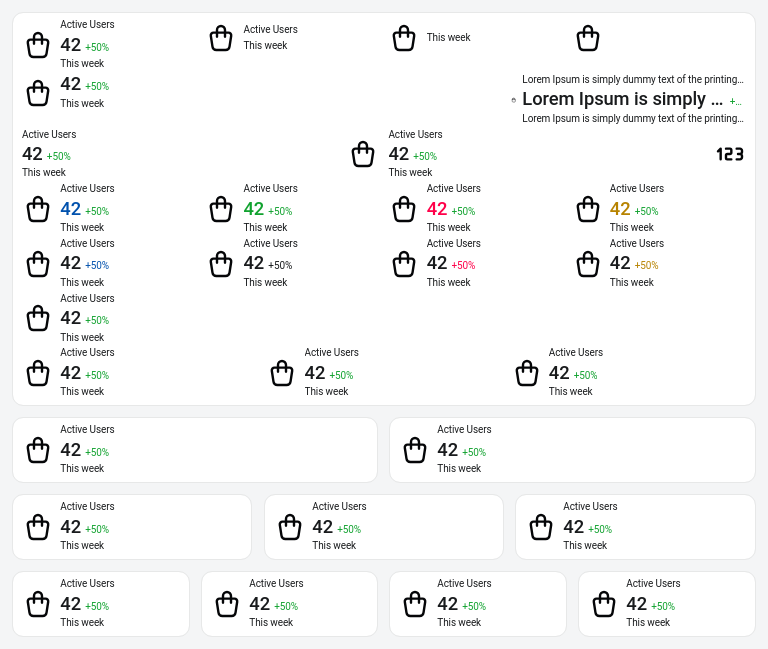 Active Users
42 +50%
This week
Active Users
This week
This week
42 +50%
This week
Lorem Ipsum is simply dummy text of the printing...
Lorem Ipsum is simply ... +...
Lorem Ipsum is simply dummy text of the printing...
Active Users
42 +50%
This week
Active Users
42 +50%
This week
123
Active Users
42 +50%
This week
Active Users
42 +50%
This week
Active Users
42 +50%
This week
Active Users
42 +50%
This week
Active Users
42 +50%
This week
Active Users
42 +50%
This week
Active Users
42 +50%
This week
Active Users
42 +50%
This week
Active Users
42 +50%
This week
Active Users
42 +50%
This week
Active Users
42 +50%
This week
Active Users
42 +50%
This week
Active Users
42 +50%
This week
Active Users
42 +50%
This week
Active Users
42 +50%
This week
Active Users
42 +50%
This week
Active Users
42 +50%
This week
Active Users
42 +50%
This week
Active Users
42 +50%
This week
Active Users
42 +50%
This week
Active Users
42 +50%
This week